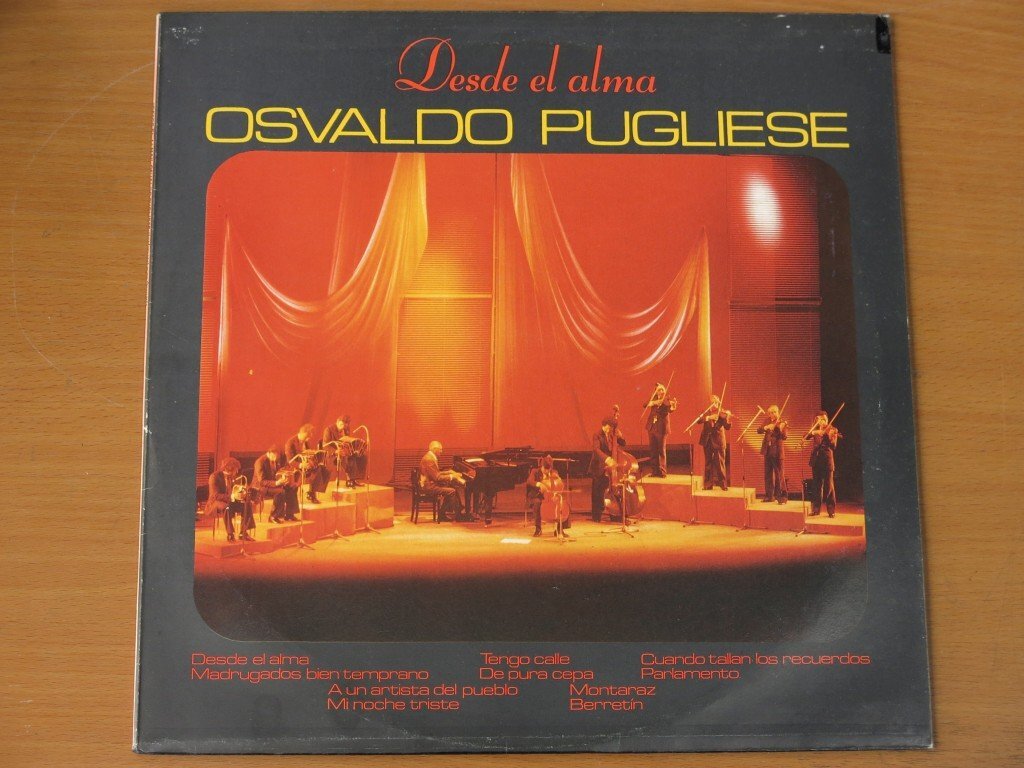 Desde el alma
OSVALDO PUGLIESE
Desde el alma Tengo calle Cuando tallan los recuerdos
Madrugados bien temprano De pura cepa Parlamento
A un artista del pueblo Montaraz
Mi noche triste Berretín